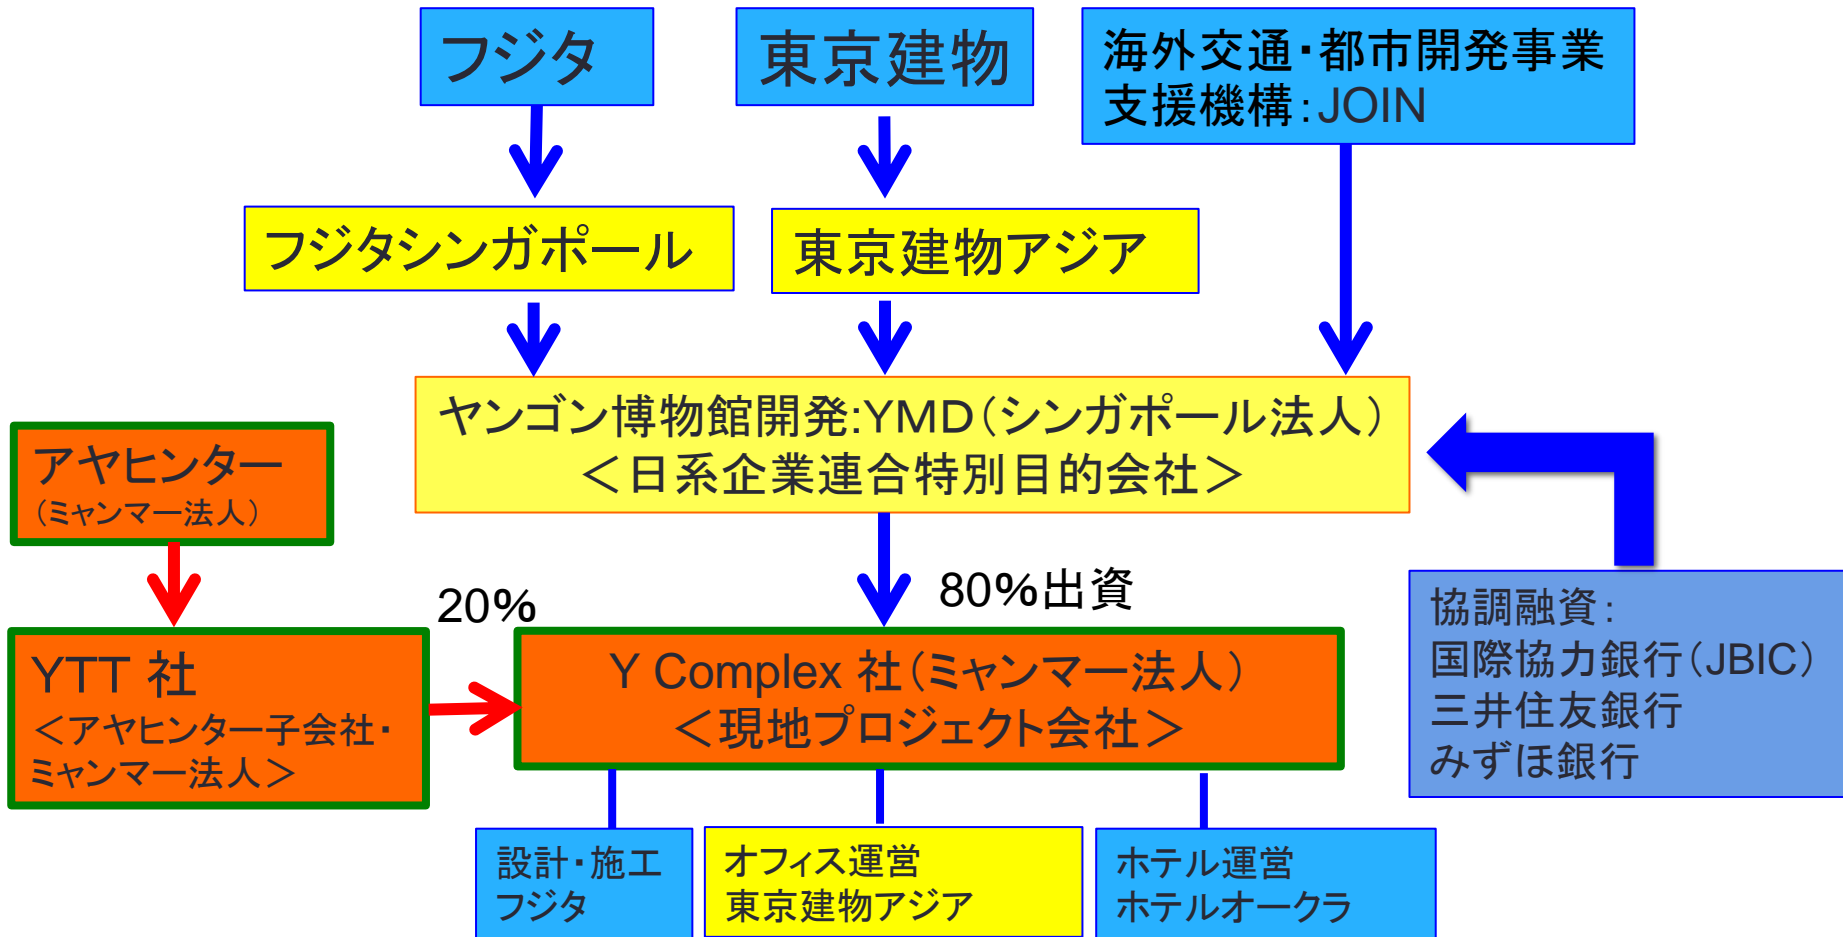 フジタ
東京建物
海外交通・都市開発事業
支援機構：JOIN
フジタシンガポール
東京建物アジア
ヤンゴン博物館開発:YMD（シンガポール法人）
＜日系企業連合特別目的会社＞
アヤヒンター
（ミャンマー法人）
20%
80%出資
YTT 社
＜アヤヒンター子会社・
ミャンマー法人＞
Y Complex 社（ミャンマー法人）
＜現地プロジェクト会社＞
協調融資：
国際協力銀行（JBIC）
三井住友銀行
みずほ銀行
設計・施工
フジタ
オフィス運営
東京建物アジア
ホテル運営
ホテルオークラ